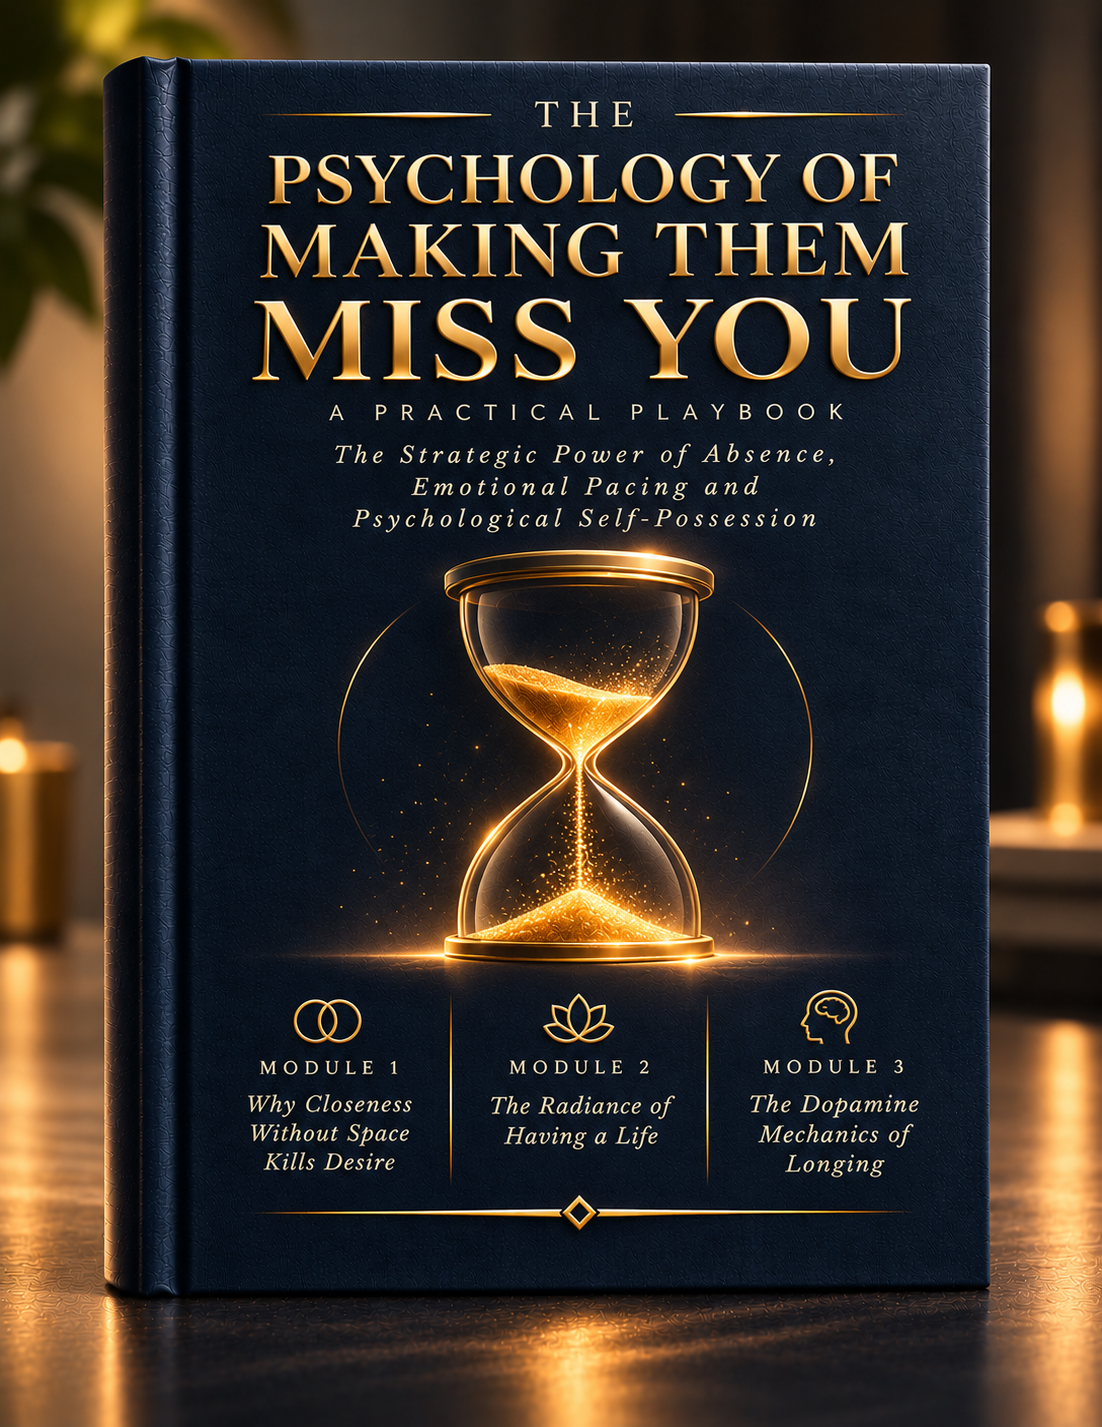 THE
PSYCHOLOGY OF
MAKING THEM
MISS YOU
A PRACTICAL PLAYBOOK
The Strategic Power of Absence,
Emotional Pacing and
Psychological Self-Possession
MODULE 1
Why Closeness
Without Space
Kills Desire
MODULE 2
The Radiance of
Having a Life
MODULE 3
The Dopamine
Mechanics of
Longing